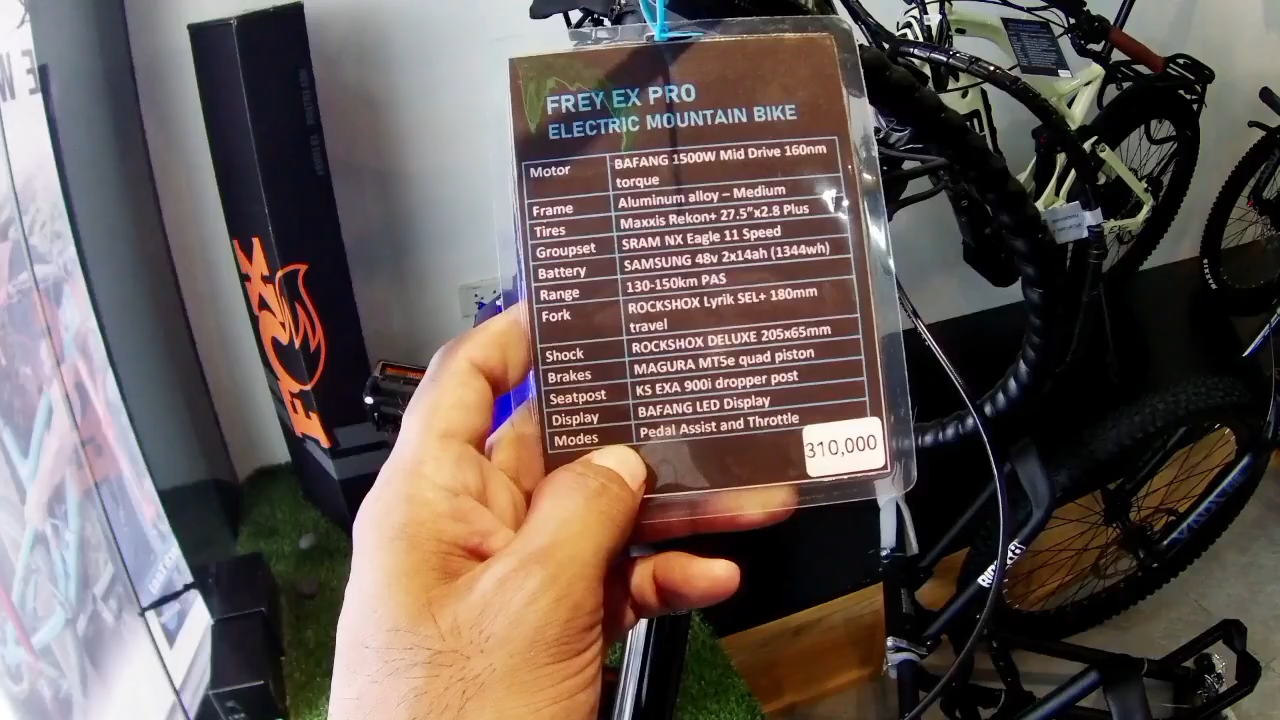 FREY EX PRO
ELECTRIC MOUNTAIN BIKE
Motor BAFANG 1500W Mid Drive 160nm
torque
Frame Aluminum alloy – Medium
Tires Maxxis Rekon+ 27.5”x2.8 Plus
Groupset SRAM NX Eagle 11 Speed
Battery SAMSUNG 48v 2x14ah (1344wh)
Range 130-150km PAS
Fork ROCKSHOX Lyrik SEL+ 180mm
travel
Shock ROCKSHOX DELUXE 205x65mm
Brakes MAGURA MT5e quad piston
Seatpost KS EXA 900i dropper post
Display BAFANG LED Display
Modes Pedal Assist and Throttle
310,000
FOX